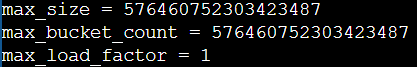 max_size = 576460752303423487
max_bucket_count = 576460752303423487
max_load_factor = 1